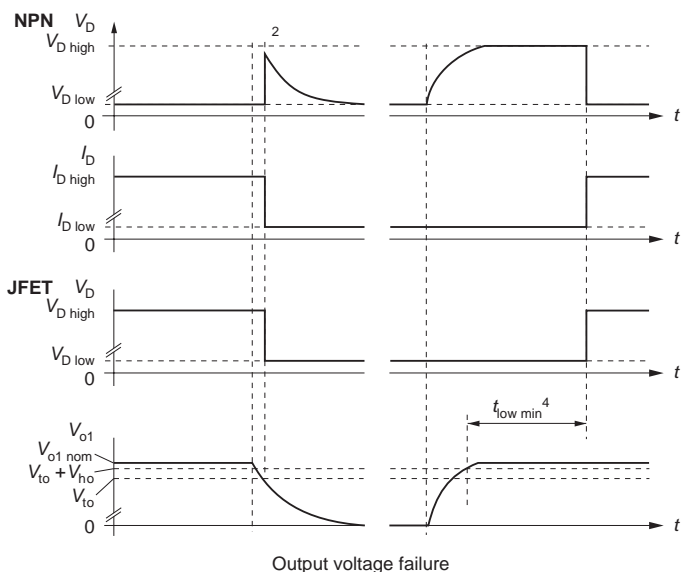 NPN V_D
2
V_D high
V_D low
0
t
I_D
I_D high
I_D low
0
t
JFET V_D
V_D high
V_D low
0
t
t_low min^4
V_o1
V_o1 nom
V_to + V_ho
V_to
0
t
Output voltage failure